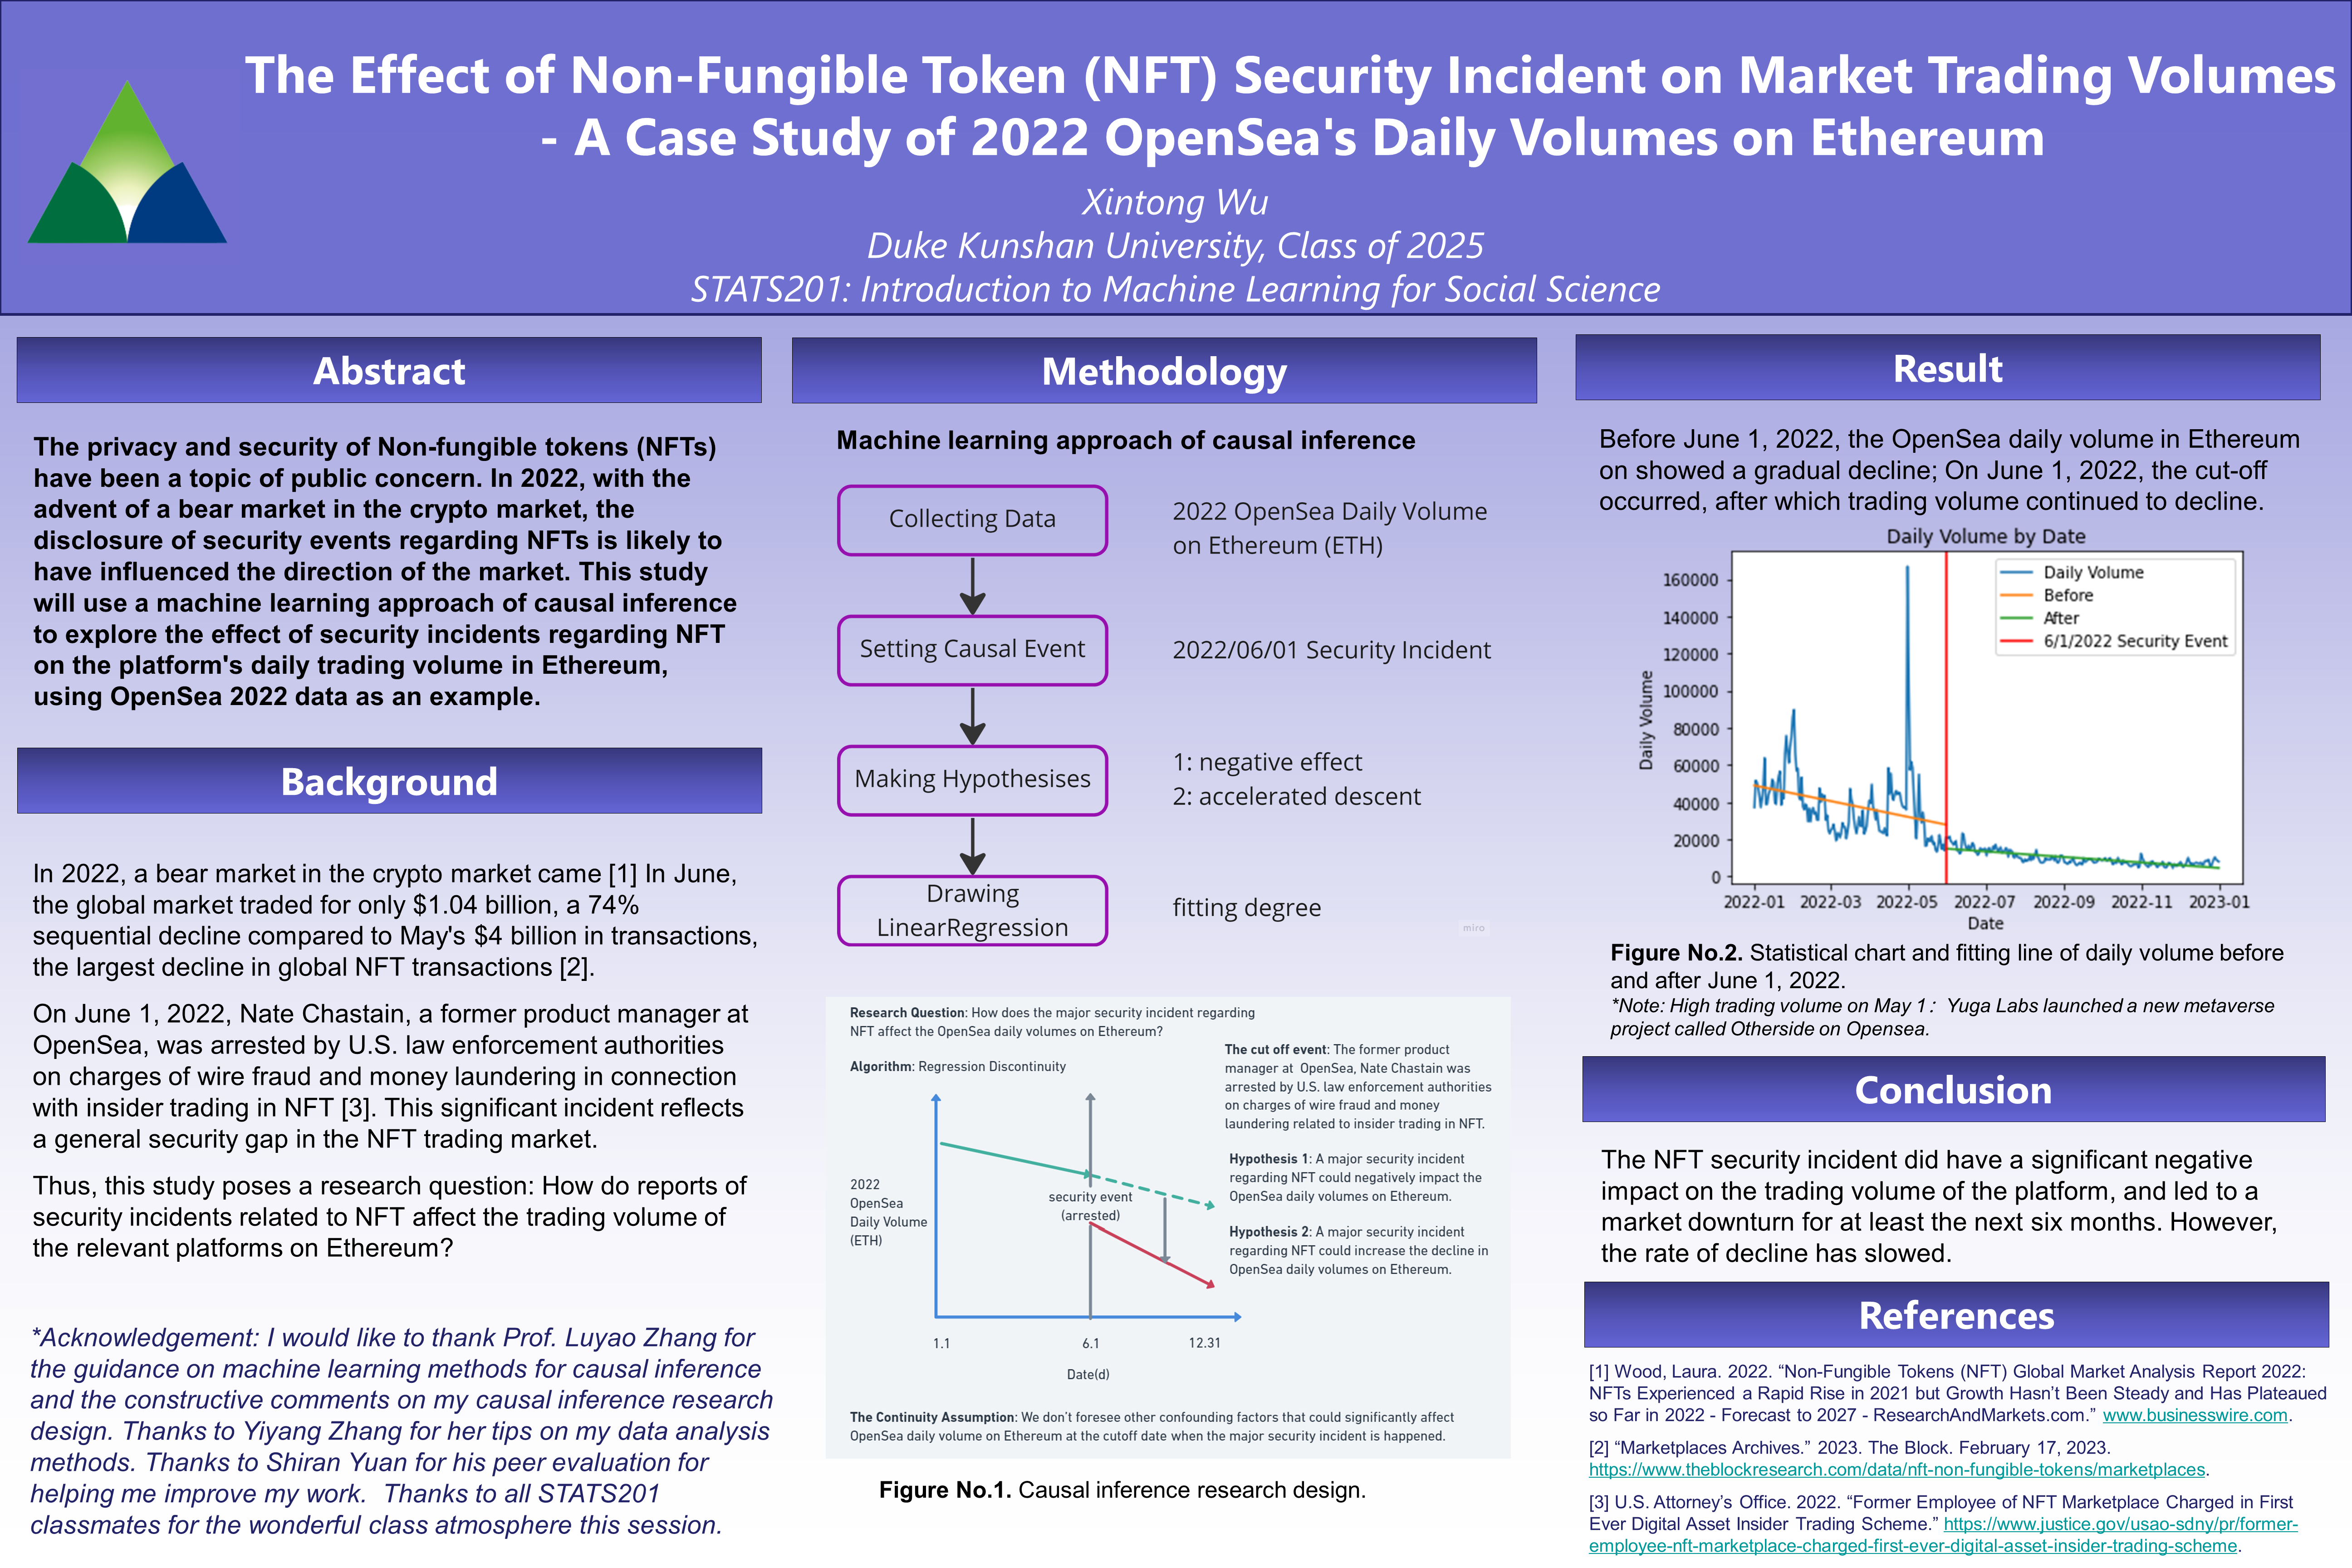 The Effect of Non-Fungible Token (NFT) Security Incident on Market Trading Volumes
- A Case Study of 2022 OpenSea's Daily Volumes on Ethereum
Xintong Wu
Duke Kunshan University, Class of 2025
STATS201: Introduction to Machine Learning for Social Science
Abstract
The privacy and security of Non-fungible tokens (NFTs)
have been a topic of public concern. In 2022, with the
advent of a bear market in the crypto market, the
disclosure of security events regarding NFTs is likely to
have influenced the direction of the market. This study
will use a machine learning approach of causal inference
to explore the effect of security incidents regarding NFT
on the platform's daily trading volume in Ethereum,
using OpenSea 2022 data as an example.
Background
In 2022, a bear market in the crypto market came [1] In June,
the global market traded for only $1.04 billion, a 74%
sequential decline compared to May's $4 billion in transactions,
the largest decline in global NFT transactions [2].
On June 1, 2022, Nate Chastain, a former product manager at
OpenSea, was arrested by U.S. law enforcement authorities
on charges of wire fraud and money laundering in connection
with insider trading in NFT [3]. This significant incident reflects
a general security gap in the NFT trading market.
Thus, this study poses a research question: How do reports of
security incidents related to NFT affect the trading volume of
the relevant platforms on Ethereum?
*Acknowledgement: I would like to thank Prof. Luyao Zhang for
the guidance on machine learning methods for causal inference
and the constructive comments on my causal inference research
design. Thanks to Yiyang Zhang for her tips on my data analysis
methods. Thanks to Shiran Yuan for his peer evaluation for
helping me improve my work.  Thanks to all STATS201
classmates for the wonderful class atmosphere this session.
Methodology
Machine learning approach of causal inference
Collecting Data
2022 OpenSea Daily Volume
on Ethereum (ETH)
Setting Causal Event
2022/06/01 Security Incident
Making Hypothesises
1: negative effect
2: accelerated descent
Drawing
LinearRegression
fitting degree
miro
Research Question: How does the major security incident regarding
NFT affect the OpenSea daily volumes on Ethereum?
Algorithm: Regression Discontinuity
The cut off event: The former product
manager at  OpenSea, Nate Chastain was
arrested by U.S. law enforcement authorities
on charges of wire fraud and money
laundering related to insider trading in NFT.
Hypothesis 1: A major security incident
regarding NFT could negatively impact the
OpenSea daily volumes on Ethereum.
Hypothesis 2: A major security incident
regarding NFT could increase the decline in
OpenSea daily volumes on Ethereum.
2022
OpenSea
Daily Volume
(ETH)
security event
(arrested)
1.1
6.1
12.31
Date(d)
The Continuity Assumption: We don't foresee other confounding factors that could significantly affect
OpenSea daily volume on Ethereum at the cutoff date when the major security incident is happened.
Figure No.1. Causal inference research design.
Result
Before June 1, 2022, the OpenSea daily volume in Ethereum
on showed a gradual decline; On June 1, 2022, the cut-off
occurred, after which trading volume continued to decline.
Daily Volume by Date
Daily Volume
Before
After
6/1/2022 Security Event
160000
140000
120000
100000
80000
60000
40000
20000
0
Daily Volume
2022-01 2022-03 2022-05 2022-07 2022-09 2022-11 2023-01
Date
Figure No.2. Statistical chart and fitting line of daily volume before
and after June 1, 2022.
*Note: High trading volume on May 1： Yuga Labs launched a new metaverse
project called Otherside on Opensea.
Conclusion
The NFT security incident did have a significant negative
impact on the trading volume of the platform, and led to a
market downturn for at least the next six months. However,
the rate of decline has slowed.
References
[1] Wood, Laura. 2022. “Non-Fungible Tokens (NFT) Global Market Analysis Report 2022:
NFTs Experienced a Rapid Rise in 2021 but Growth Hasn’t Been Steady and Has Plateaued
so Far in 2022 - Forecast to 2027 - ResearchAndMarkets.com.” www.businesswire.com.
[2] “Marketplaces Archives.” 2023. The Block. February 17, 2023.
https://www.theblockresearch.com/data/nft-non-fungible-tokens/marketplaces.
[3] U.S. Attorney’s Office. 2022. “Former Employee of NFT Marketplace Charged in First
Ever Digital Asset Insider Trading Scheme.” https://www.justice.gov/usao-sdny/pr/former-
employee-nft-marketplace-charged-first-ever-digital-asset-insider-trading-scheme.